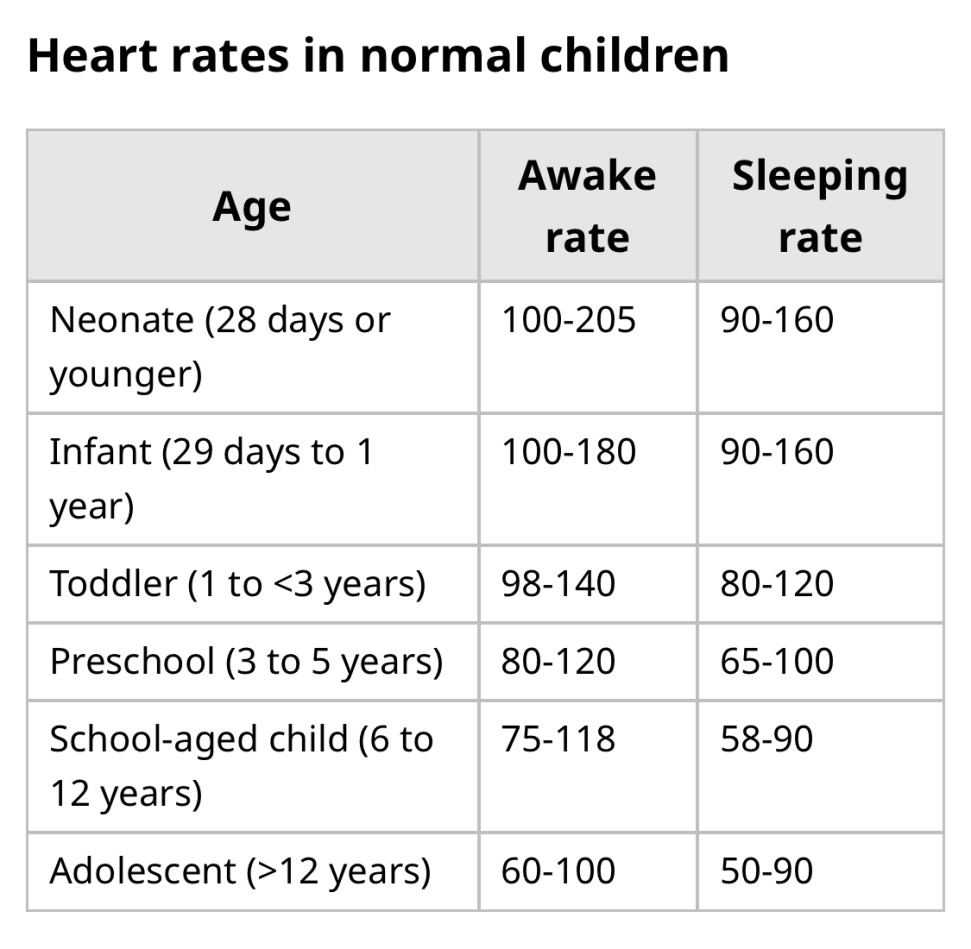 Heart rates in normal children
Age
Awake
rate
Sleeping
rate
Neonate (28 days or
younger)
100-205
90-160
Infant (29 days to 1
year)
100-180
90-160
Toddler (1 to <3 years)
98-140
80-120
Preschool (3 to 5 years)
80-120
65-100
School-aged child (6 to
12 years)
75-118
58-90
Adolescent (>12 years)
60-100
50-90